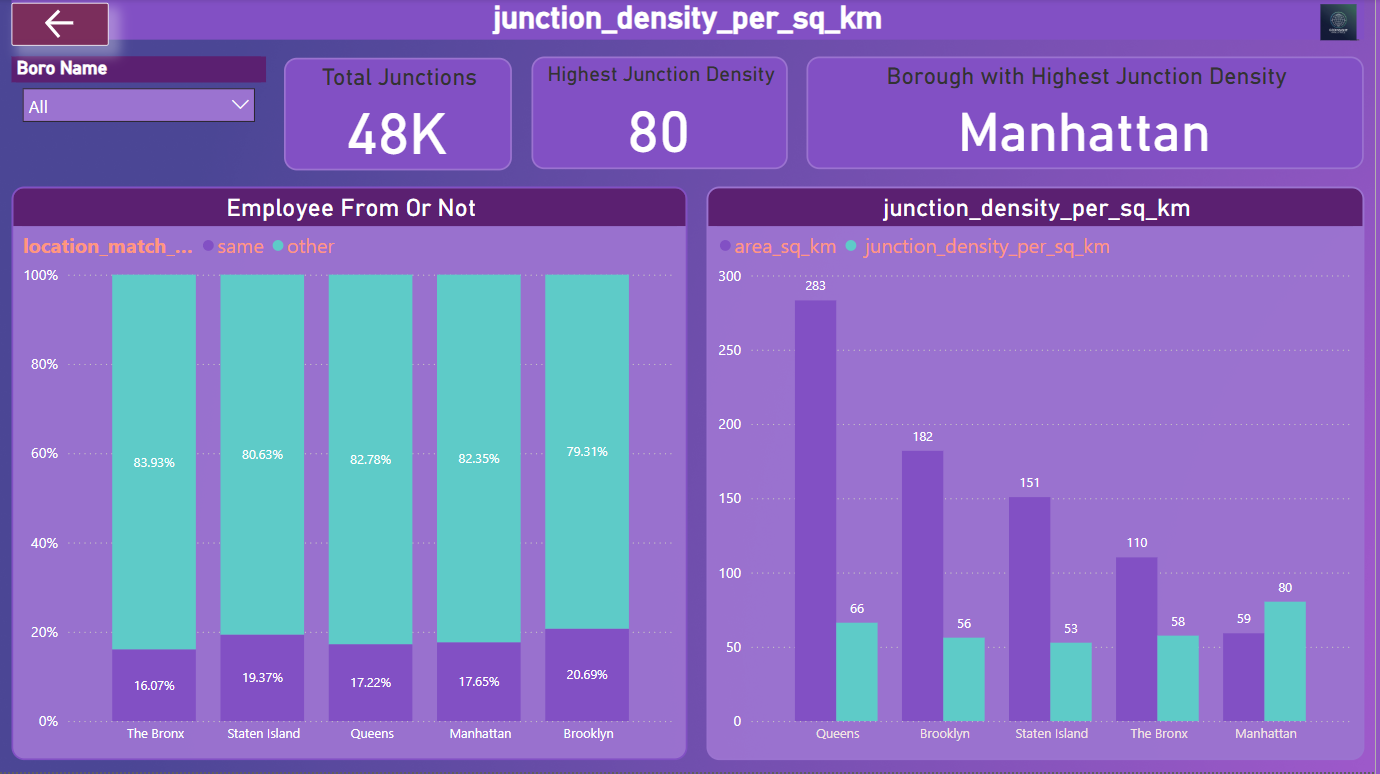 junction_density_per_sq_km
Boro Name
All
Total Junctions
48K
Highest Junction Density
80
Borough with Highest Junction Density
Manhattan
Employee From Or Not
location_match_... same other
100%
80%
60%
40%
20%
0%
83.93% 80.63% 82.78% 82.35% 79.31%
16.07% 19.37% 17.22% 17.65% 20.69%
The Bronx Staten Island Queens Manhattan Brooklyn
junction_density_per_sq_km
area_sq_km junction_density_per_sq_km
300
250
200
150
100
50
0
283 66 182 56 151 53 110 58 59 80
Queens Brooklyn Staten Island The Bronx Manhattan